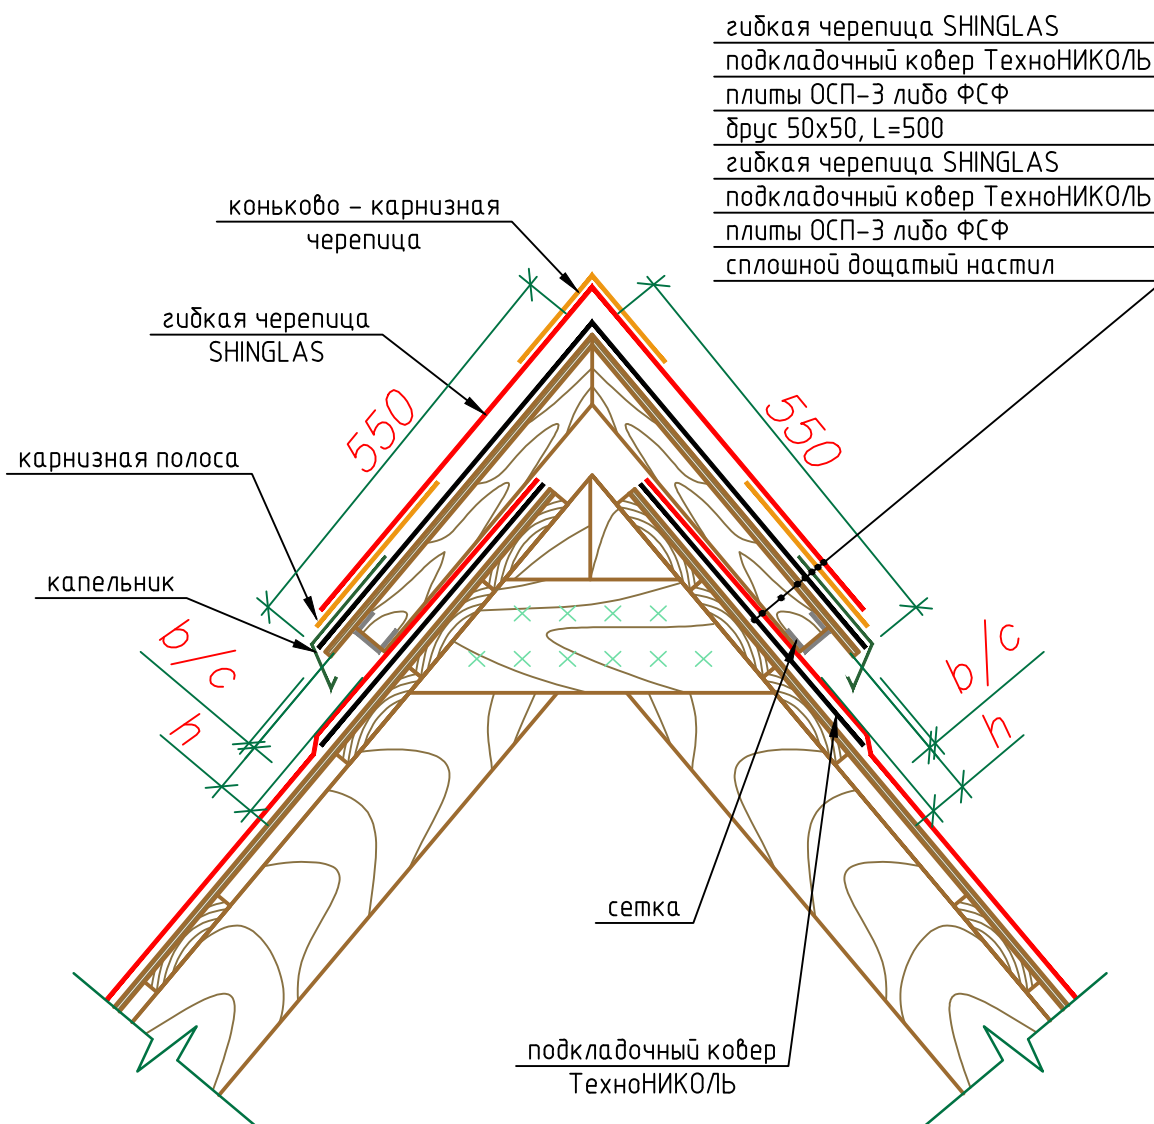 гибкая черепица SHINGLAS
подкладочный ковер ТехноНИКОЛЬ
плиты ОСП-3 либо ФСФ
брус 50x50, L=500
гибкая черепица SHINGLAS
подкладочный ковер ТехноНИКОЛЬ
плиты ОСП-3 либо ФСФ
сплошной дощатый настил
коньково - карнизная
черепица
гибкая черепица
SHINGLAS
550
550
карнизная полоса
капельник
b/c
h
b/c
h
сетка
подкладочный ковер
ТехноНИКОЛЬ